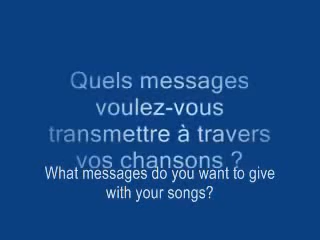 Quels messages
voulez-vous
transmettre à travers
vos chansons ?
What messages do you want to give
with your songs?